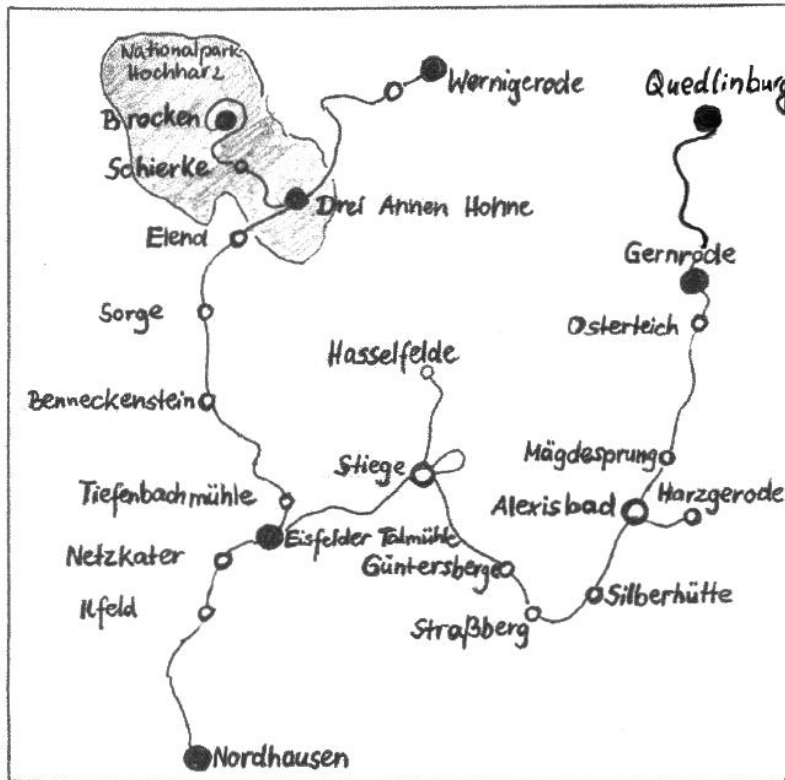 Nationalpark
Hochharz
Wernigerode
Quedlinburg
Brocken
Schierke
Drei Annen Hohne
Elend
Gernrode
Sorge
Osterteich
Hasselfelde
Benneckenstein
Stiege
Mägdesprung
Tiefenbachmühle
Alexisbad
Harzgerode
Eisfelder Talmühle
Netzkater
Güntersberge
Ilfeld
Silberhütte
Straßberg
Nordhausen